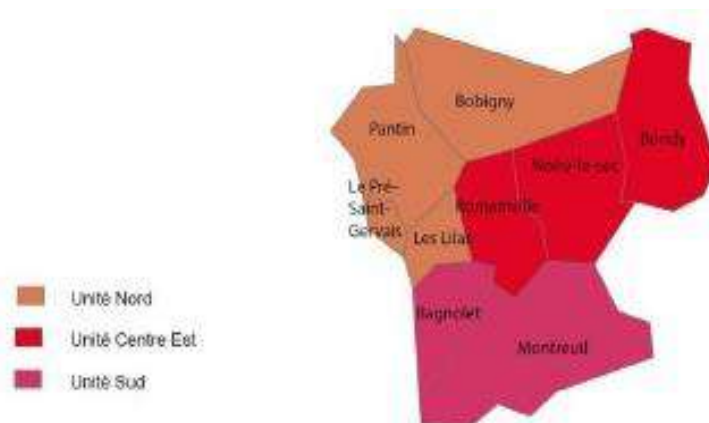 Bobigny
Pantin
Bondy
Noisy-le-sec
Le Pré-
Saint-
Gervais
Romainville
Les Lilas
Bagnolet
Montreuil
Unité Nord
Unité Centre Est
Unité Sud